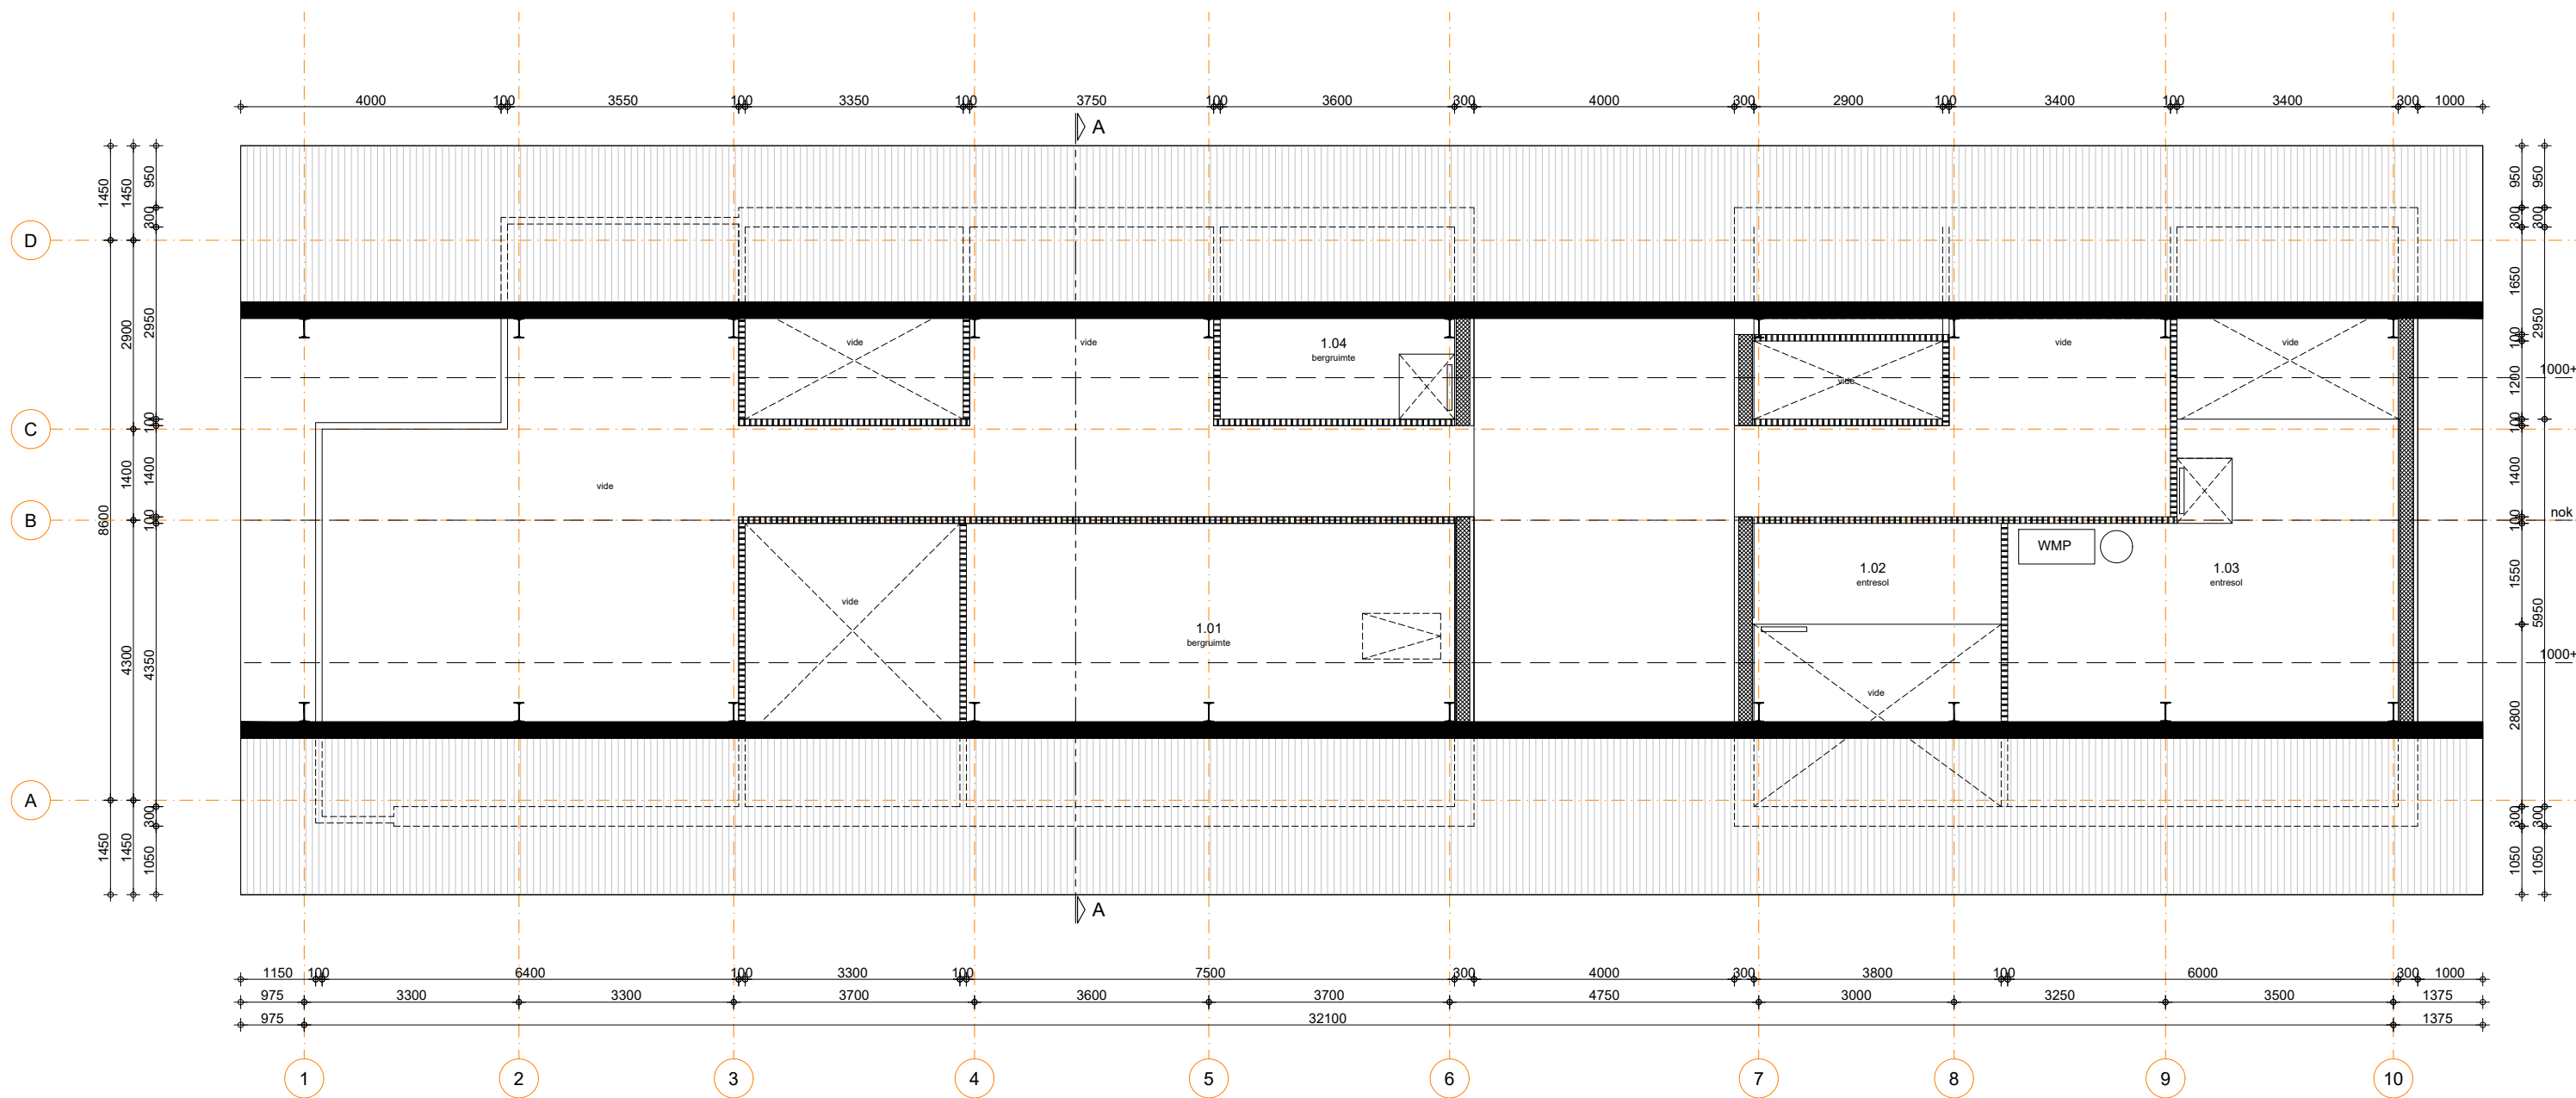 4000 100 3550 100 3350 100 3750 100 3600 300 4000 300 2900 100 3400 100 3400 300 1000
A
1450 1450 950 300 2950 100 1400 100 4350 300 1050
2900 1400 4300 1450
8600 1450
D
C
B
A
vide
vide
1.04
bergruimte
vide
vide
vide
vide
vide
1.01
bergruimte
1.02
entresol
vide
WMP
1.03
entresol
950 300 1650 100 1200 100 1400 100 1550 2800 300 1050
950 300 2950 5950 300 1050
1000+
nok
1000+
A
1150 100 6400 100 3300 100 7500 300 4000 300 3800 100 6000 300 1000
975 3300 3300 3700 3600 3700 4750 3000 3250 3500 1375
975 32100 1375
1 2 3 4 5 6 7 8 9 10